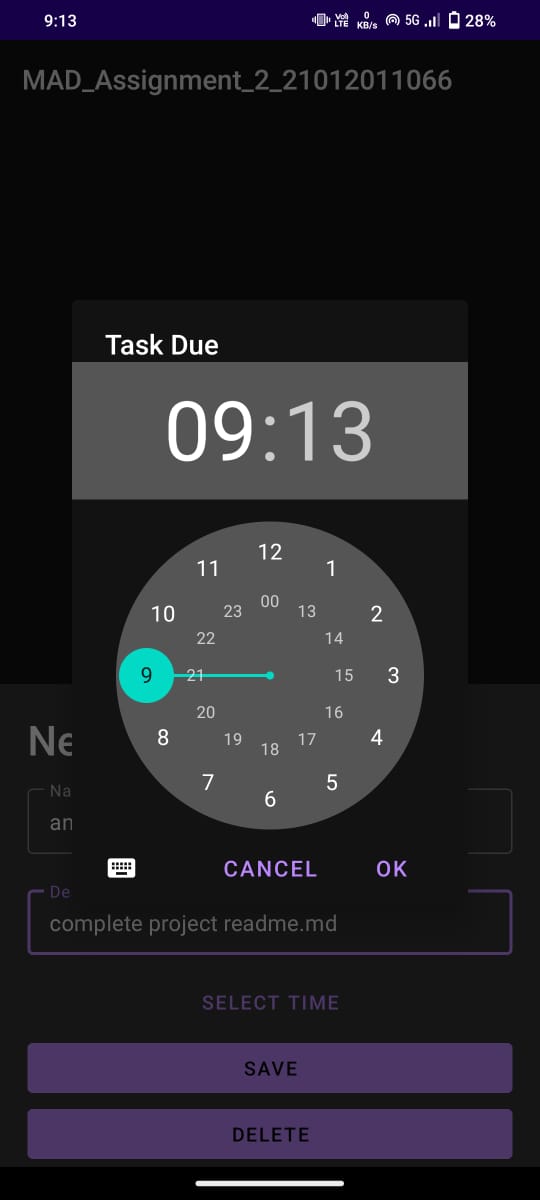 9:13 Vo) LTE 0 KB/s 5G 28%
MAD_Assignment_2_21012011066
Task Due
09:13
12
11 1
00
23 13
10 2
22 14
9 21 15 3
20 16
8 4
19 17
18
7 5
6
CANCEL OK
Ne
Na
an
De
complete project readme.md
SELECT TIME
SAVE
DELETE